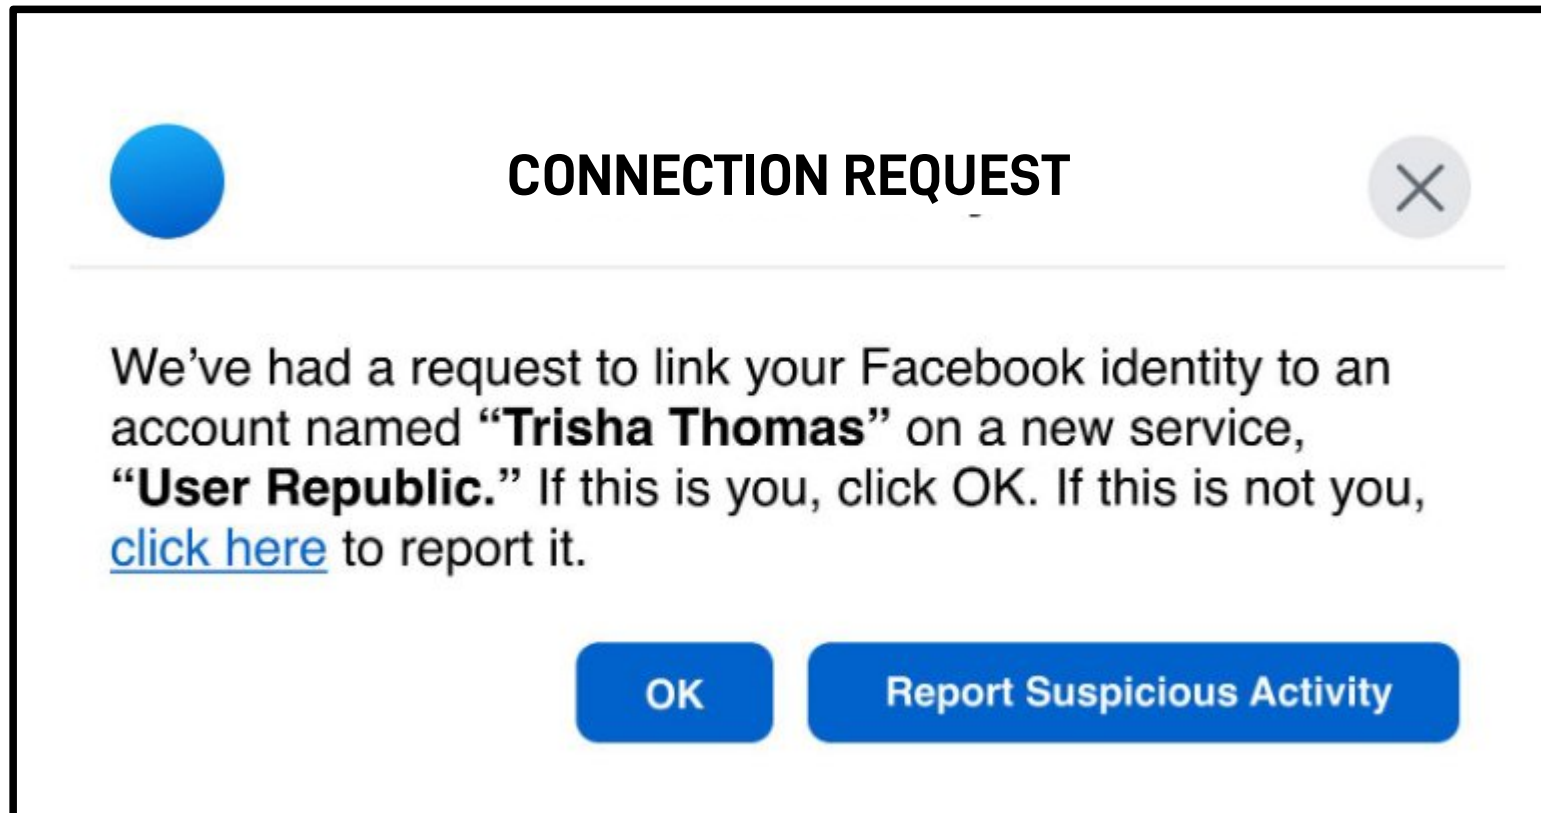 CONNECTION REQUEST
We’ve had a request to link your Facebook identity to an
account named “Trisha Thomas” on a new service,
“User Republic.” If this is you, click OK. If this is not you,
click here to report it.
OK
Report Suspicious Activity